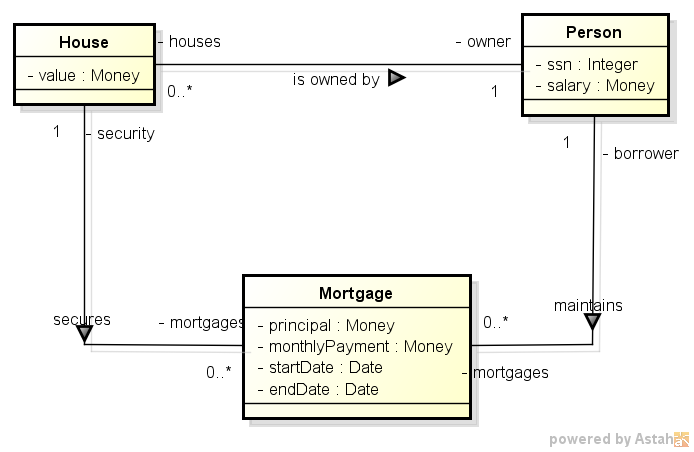 House
- value : Money
- houses
0..*
is owned by
- owner
1
Person
- ssn : Integer
- salary : Money
1
- security
1
- borrower
secures
- mortgages
0..*
Mortgage
- principal : Money
- monthlyPayment : Money
- startDate : Date
- endDate : Date
maintains
0..*
- mortgages
powered by Astah